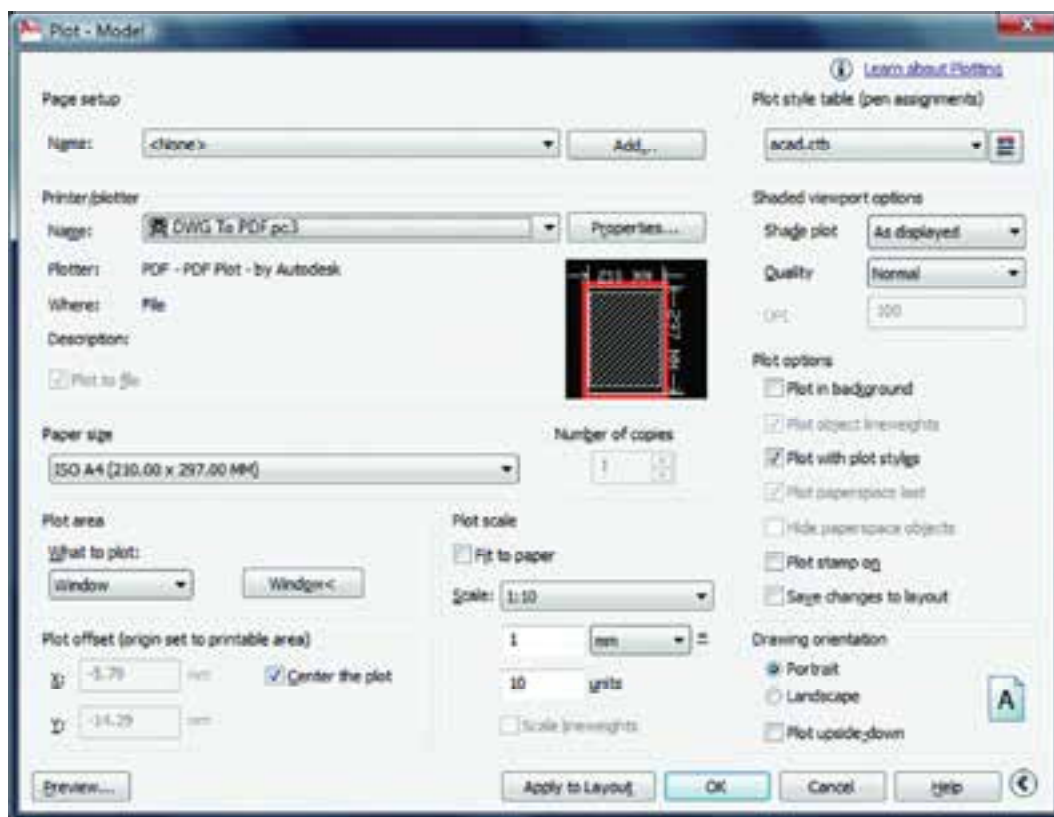 Plot - Model
Learn about Plotting
Page setup
Name: <None> Add...
Plot style table (pen assignments)
acad.ctb
Printer/plotter
Name: DWG To PDF.pc3 Properties...
Plotter: PDF - PDF Plot - by Autodesk
Where: File
Description:
Plot to file
210 MM
297 MM
Shaded viewport options
Shade plot As displayed
Quality Normal
DPI 100
Paper size
ISO A4 (210.00 x 297.00 MM)
Number of copies
1
Plot options
Plot in background
Plot object lineweights
Plot with plot styles
Plot paperspace last
Hide paperspace objects
Plot stamp on
Save changes to layout
Plot area
What to plot:
Window Window<
Plot scale
Fit to paper
Scale: 1:10
1 mm =
10 units
Scale lineweights
Plot offset (origin set to printable area)
X: -5.79 mm Center the plot
Y: -14.29 mm
Drawing orientation
Portrait
Landscape
Plot upside-down
A
Preview... Apply to Layout OK Cancel Help